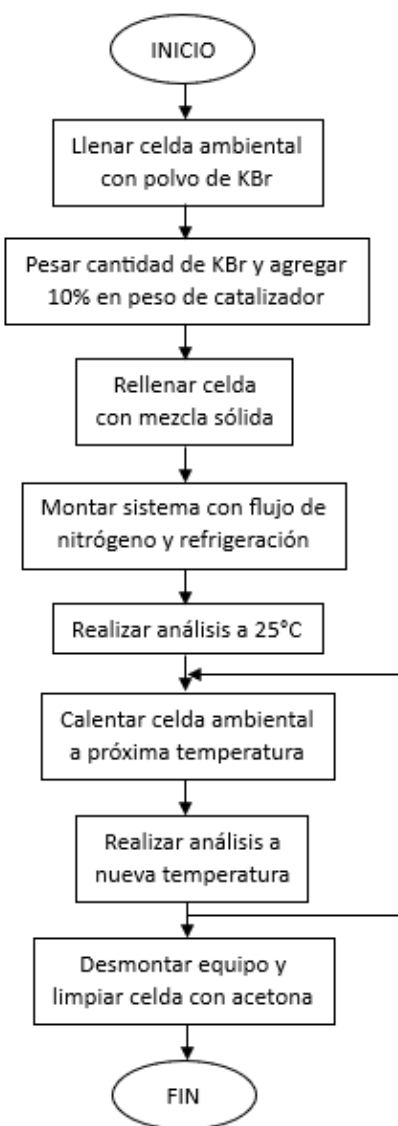 INICIO
Llenar celda ambiental
con polvo de KBr
Pesar cantidad de KBr y agregar
10% en peso de catalizador
Rellenar celda
con mezcla sólida
Montar sistema con flujo de
nitrógeno y refrigeración
Realizar análisis a 25°C
Calentar celda ambiental
a próxima temperatura
Realizar análisis a
nueva temperatura
Desmontar equipo y
limpiar celda con acetona
FIN